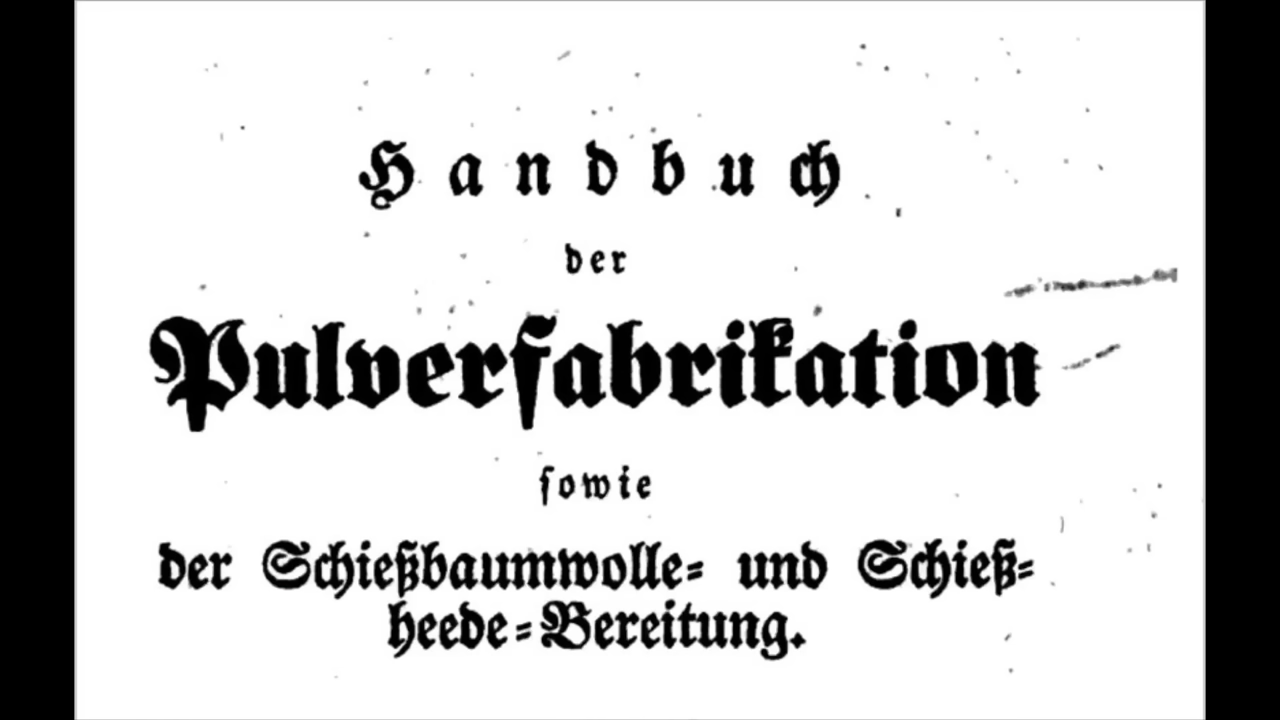 Handbuch
der
Pulverfabrikation
sowie
der Schießbaumwolle- und Schieß-
heede-Bereitung.